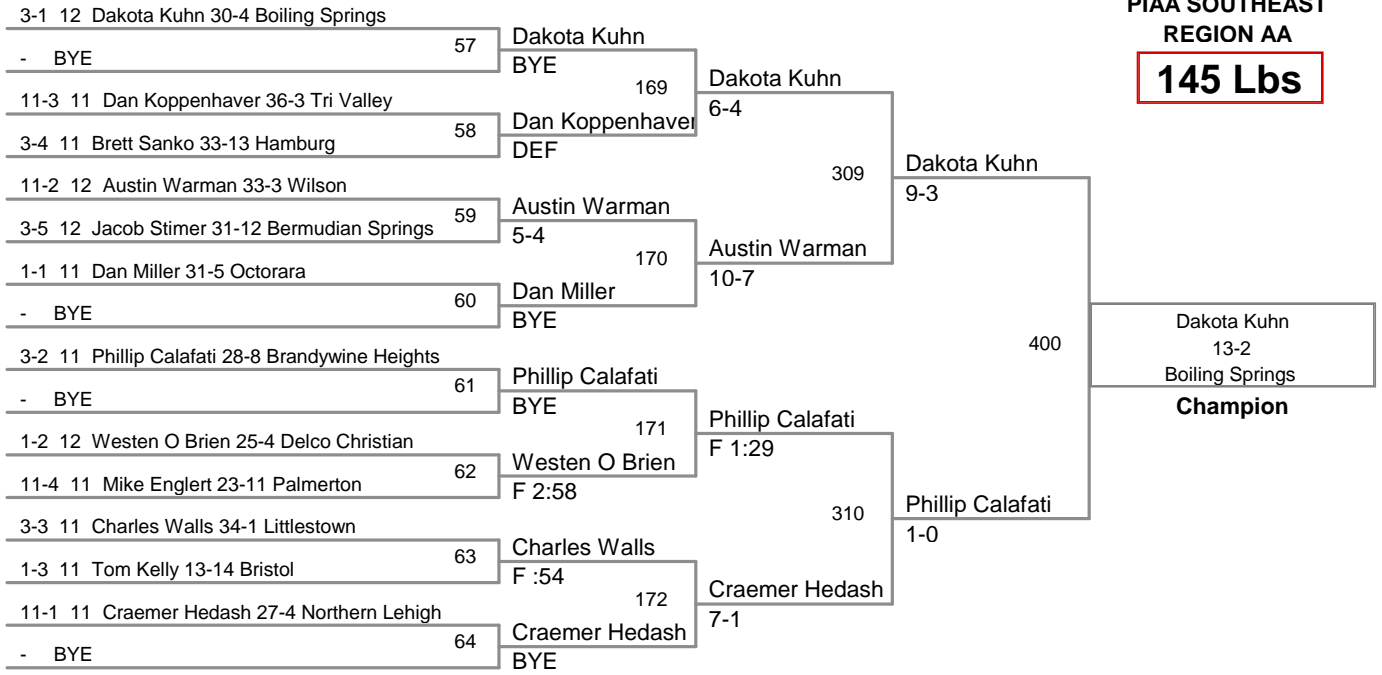 PIAA SOUTHEAST
REGION AA
145 Lbs
3-1 12 Dakota Kuhn 30-4 Boiling Springs
- BYE
11-3 11 Dan Koppenhaver 36-3 Tri Valley
3-4 11 Brett Sanko 33-13 Hamburg
11-2 12 Austin Warman 33-3 Wilson
3-5 12 Jacob Stimer 31-12 Bermudian Springs
1-1 11 Dan Miller 31-5 Octorara
- BYE
3-2 11 Phillip Calafati 28-8 Brandywine Heights
- BYE
1-2 12 Westen O Brien 25-4 Delco Christian
11-4 11 Mike Englert 23-11 Palmerton
3-3 11 Charles Walls 34-1 Littlestown
1-3 11 Tom Kelly 13-14 Bristol
11-1 11 Craemer Hedash 27-4 Northern Lehigh
- BYE
57
58
59
60
61
62
63
64
Dakota Kuhn
BYE
Dan Koppenhaver
DEF
Austin Warman
5-4
Dan Miller
BYE
Phillip Calafati
BYE
Westen O Brien
F 2:58
Charles Walls
F :54
Craemer Hedash
BYE
169
170
171
172
Dakota Kuhn
6-4
Austin Warman
10-7
Phillip Calafati
F 1:29
Craemer Hedash
7-1
309
310
Dakota Kuhn
9-3
Phillip Calafati
1-0
400
Dakota Kuhn
13-2
Boiling Springs
Champion